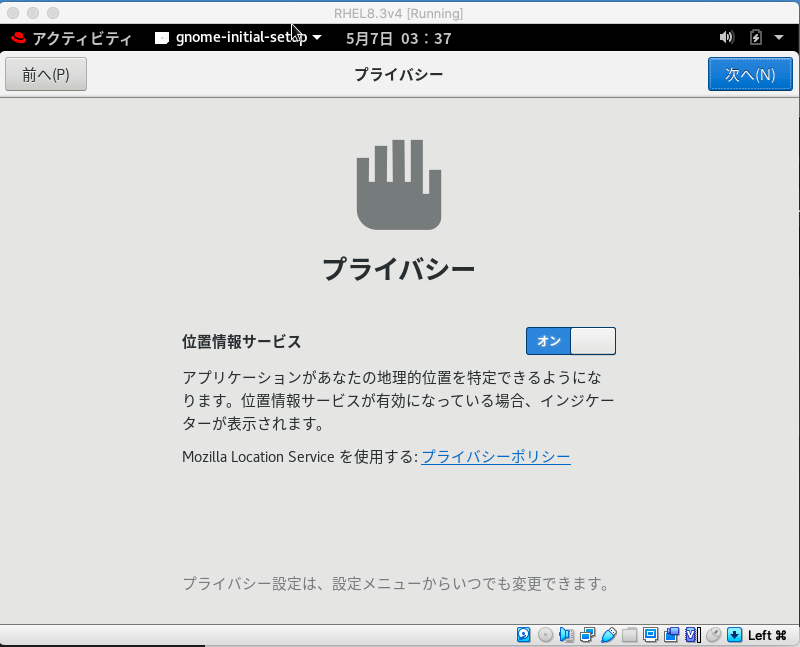 RHEL8.3v4 [Running]
アクティビティ gnome-initial-setup 5月7日 03：37
前へ(P) プライバシー 次へ(N)
プライバシー
位置情報サービス オン
アプリケーションがあなたの地理的位置を特定できるようにな
ります。位置情報サービスが有効になっている場合、インジケー
ターが表示されます。
Mozilla Location Service を使用する: プライバシーポリシー
プライバシー設定は、設定メニューからいつでも変更できます。
Left ⌘